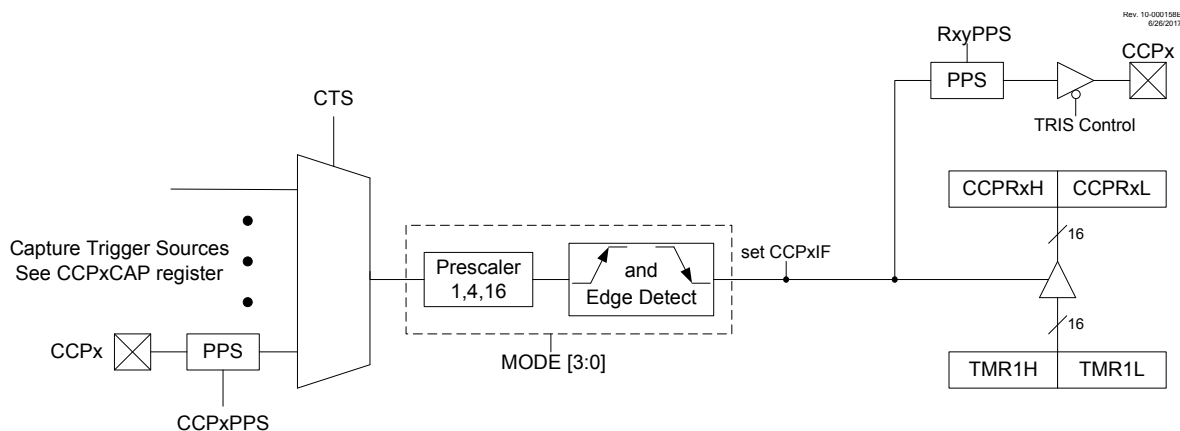 Rev. 10-000158E
6/26/2017
RxyPPS
CCPx
PPS
TRIS Control
CTS
CCPRxH
CCPRxL
16
Capture Trigger Sources
See CCPxCAP register
Prescaler
1,4,16
and
Edge Detect
set CCPxIF
16
CCPx
PPS
MODE [3:0]
TMR1H
TMR1L
CCPxPPS